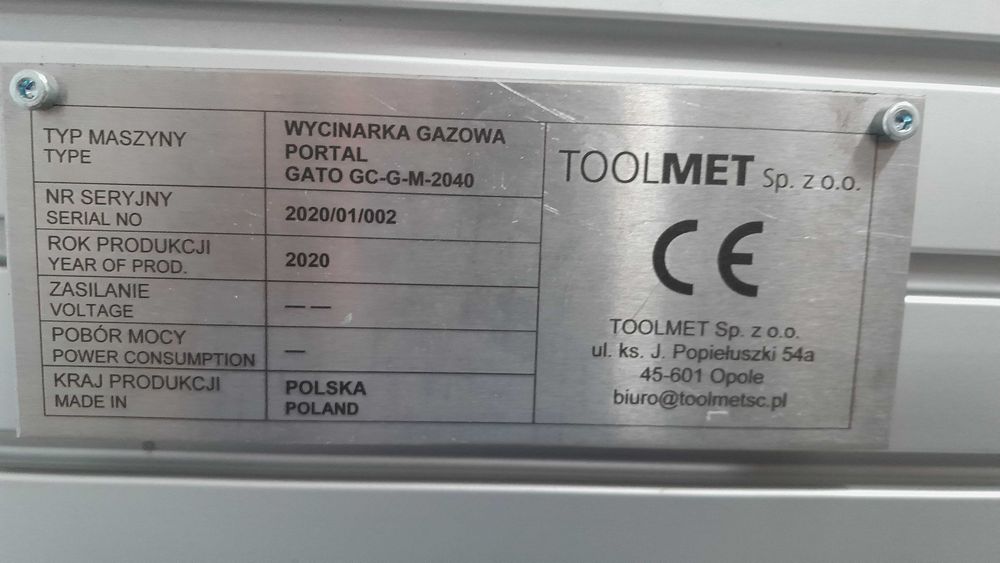 TYP MASZYNY
TYPE
WYCINARKA GAZOWA
PORTAL
GATO GC-G-M-2040
NR SERYJNY
SERIAL NO
2020/01/002
ROK PRODUKCJI
YEAR OF PROD.
2020
ZASILANIE
VOLTAGE
— —
POBÓR MOCY
POWER CONSUMPTION
—
KRAJ PRODUKCJI
MADE IN
POLSKA
POLAND
TOOLMET Sp. z o.o.
CE
TOOLMET Sp. z o.o.
ul. ks. J. Popiełuszki 54a
45-601 Opole
biuro@toolmetsc.pl